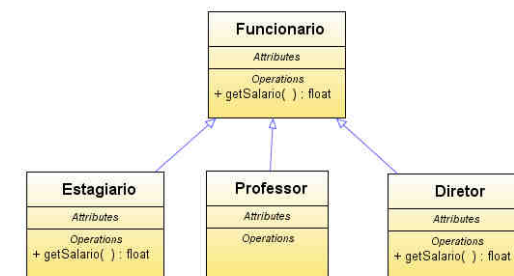 Funcionario
Attributes
Operations
+ getSalario( ) : float
Estagiario
Attributes
Operations
+ getSalario( ) : float
Professor
Attributes
Operations
Diretor
Attributes
Operations
+ getSalario( ) : float